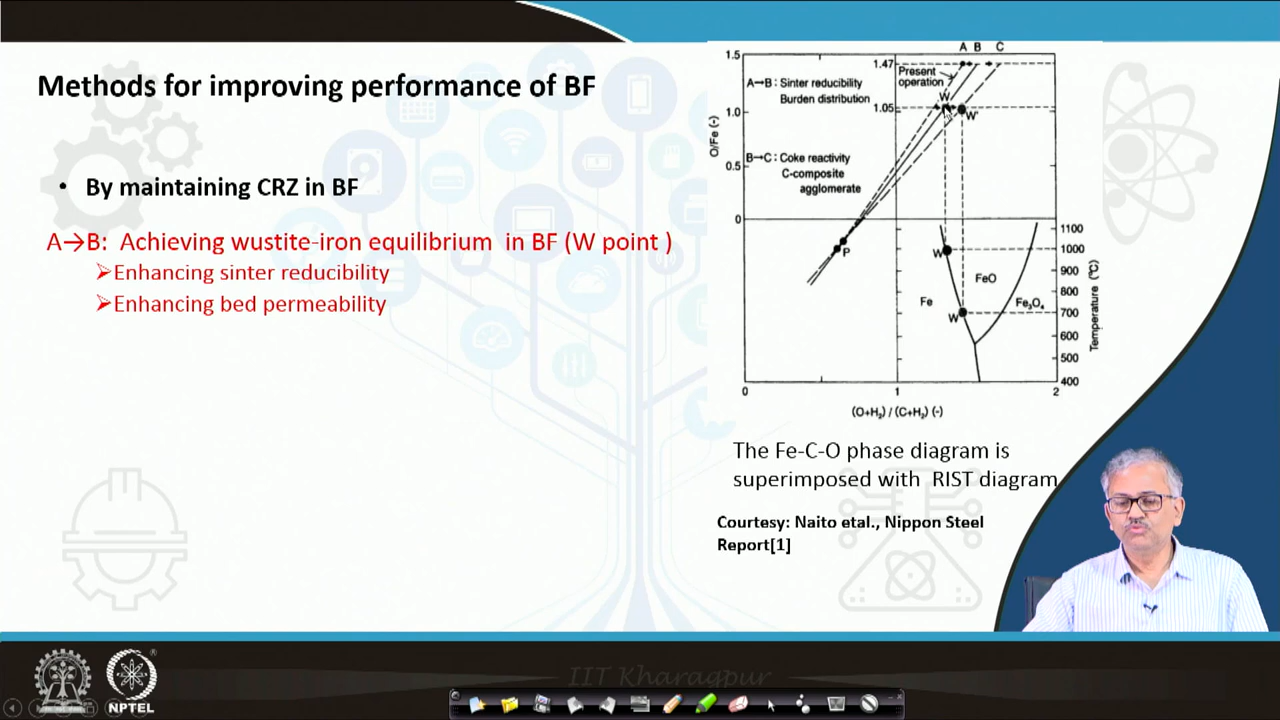 Methods for improving performance of BF
• By maintaining CRZ in BF
A→B: Achieving wustite-iron equilibrium in BF (W point )
➢Enhancing sinter reducibility
➢Enhancing bed permeability
A B C
1.5
1.47
Present
operation
A→B : Sinter reducibility
Burden distribution
W
1.05
W'
1.0
O/Fe (-)
B→C : Coke reactivity
C-composite
agglomerate
0.5
0
P
1100
1000
900
800
700
600
500
400
Temperature (°C)
W
FeO
Fe
Fe₃O₄
W'
0 1 2
(O+H₂) / (C+H₂) (-)
The Fe-C-O phase diagram is
superimposed with RIST diagram
Courtesy: Naito etal., Nippon Steel
Report[1]
IIT Kharagpur
NPTEL